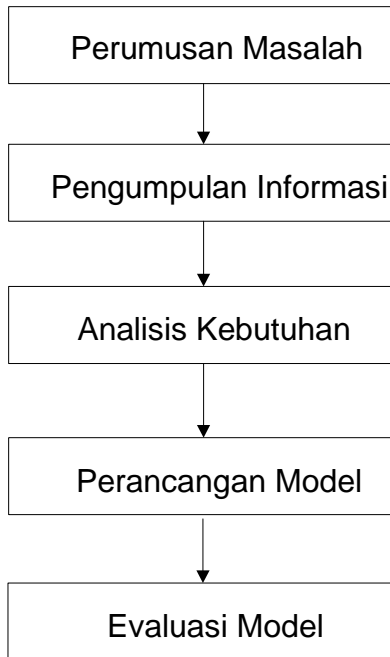 Perumusan Masalah
Pengumpulan Informasi
Analisis Kebutuhan
Perancangan Model
Evaluasi Model